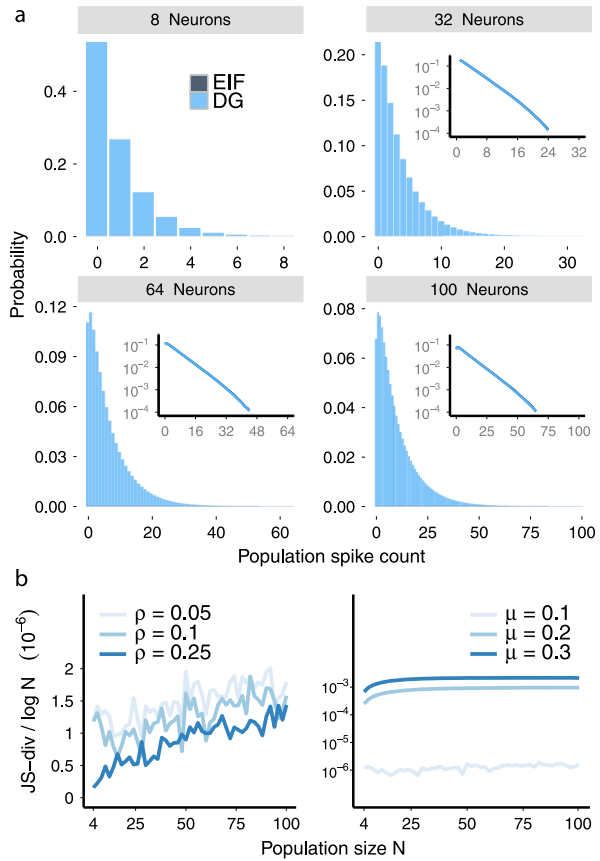 a
8 Neurons
32 Neurons
EIF
DG
Probability
0.4
0.2
0.0
0 2 4 6 8
0.20
0.15
0.10
0.05
0.00
0 10 20 30
10⁻¹
10⁻²
10⁻³
10⁻⁴
0 8 16 24 32
64 Neurons
100 Neurons
0.12
0.09
0.06
0.03
0.00
0 20 40 60
10⁻¹
10⁻²
10⁻³
10⁻⁴
0 16 32 48 64
0.08
0.06
0.04
0.02
0.00
0 25 50 75 100
10⁻¹
10⁻²
10⁻³
10⁻⁴
0 25 50 75 100
Population spike count
b
JS−div / log N (10⁻⁶)
ρ = 0.05
ρ = 0.1
ρ = 0.25
2
1.5
1
0.5
0
4 25 50 75 100
μ = 0.1
μ = 0.2
μ = 0.3
10⁻³
10⁻⁴
10⁻⁵
10⁻⁶
4 25 50 75 100
Population size N